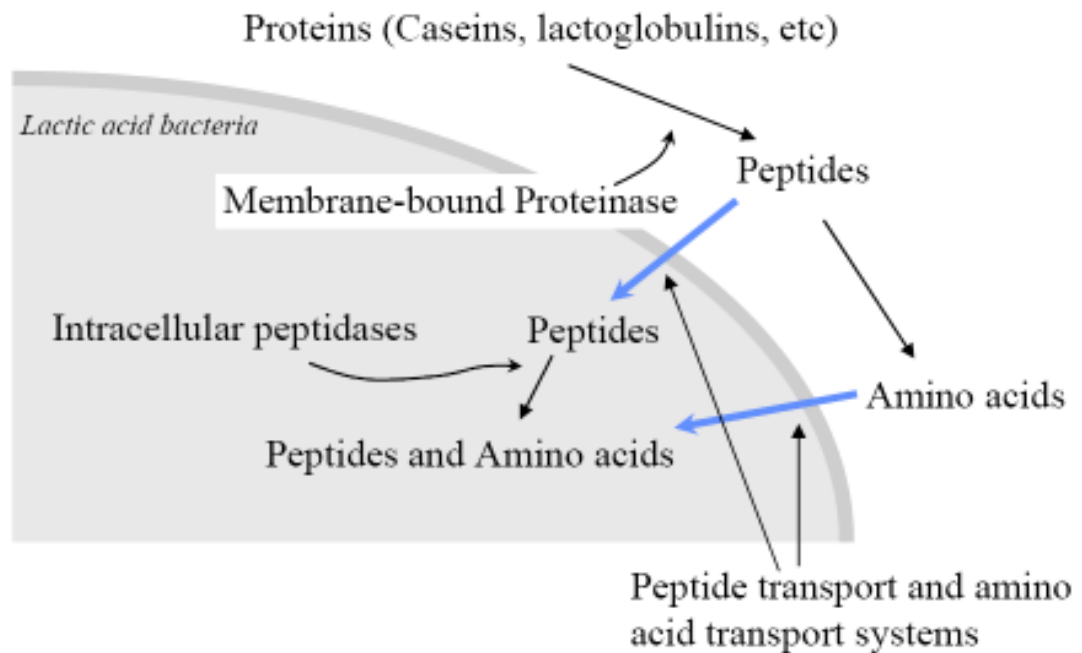 Proteins (Caseins, lactoglobulins, etc)
Lactic acid bacteria
Peptides
Membrane-bound Proteinase
Intracellular peptidases
Peptides
Amino acids
Peptides and Amino acids
Peptide transport and amino
acid transport systems